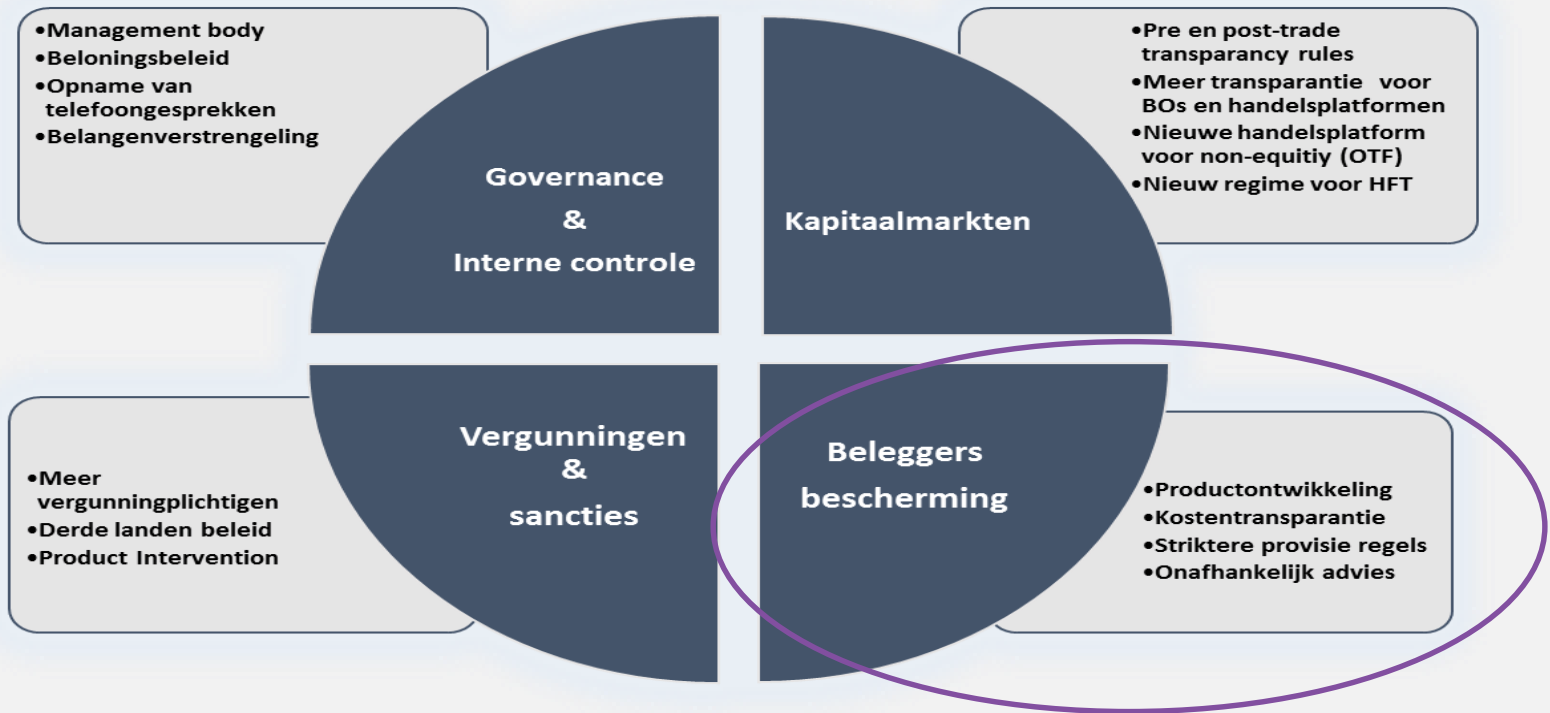 •Management body
•Beloningsbeleid
•Opname van
telefoongesprekken
•Belangenverstrengeling
Governance
&
Interne controle
•Pre en post-trade
transparancy rules
•Meer transparantie voor
BOs en handelsplatformen
•Nieuwe handelsplatform
voor non-equitiy (OTF)
•Nieuw regime voor HFT
Kapitaalmarkten
•Meer
vergunningplichtigen
•Derde landen beleid
•Product Intervention
Vergunningen
&
sancties
Beleggers
bescherming
•Productontwikkeling
•Kostentransparantie
•Striktere provisie regels
•Onafhankelijk advies